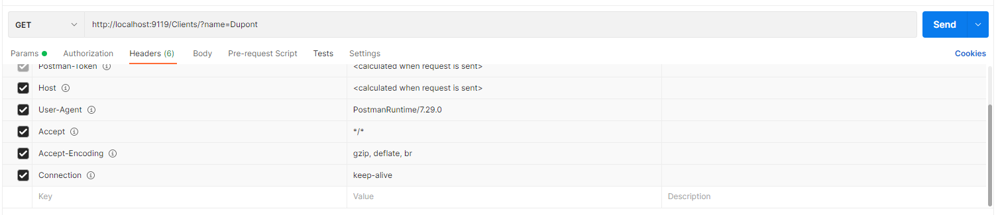 GET http://localhost:9119/Clients/?name=Dupont Send
Params Authorization Headers (6) Body Pre-request Script Tests Settings Cookies
Postman-Token <calculated when request is sent>
Host <calculated when request is sent>
User-Agent PostmanRuntime/7.29.0
Accept */*
Accept-Encoding gzip, deflate, br
Connection keep-alive
Key Value Description